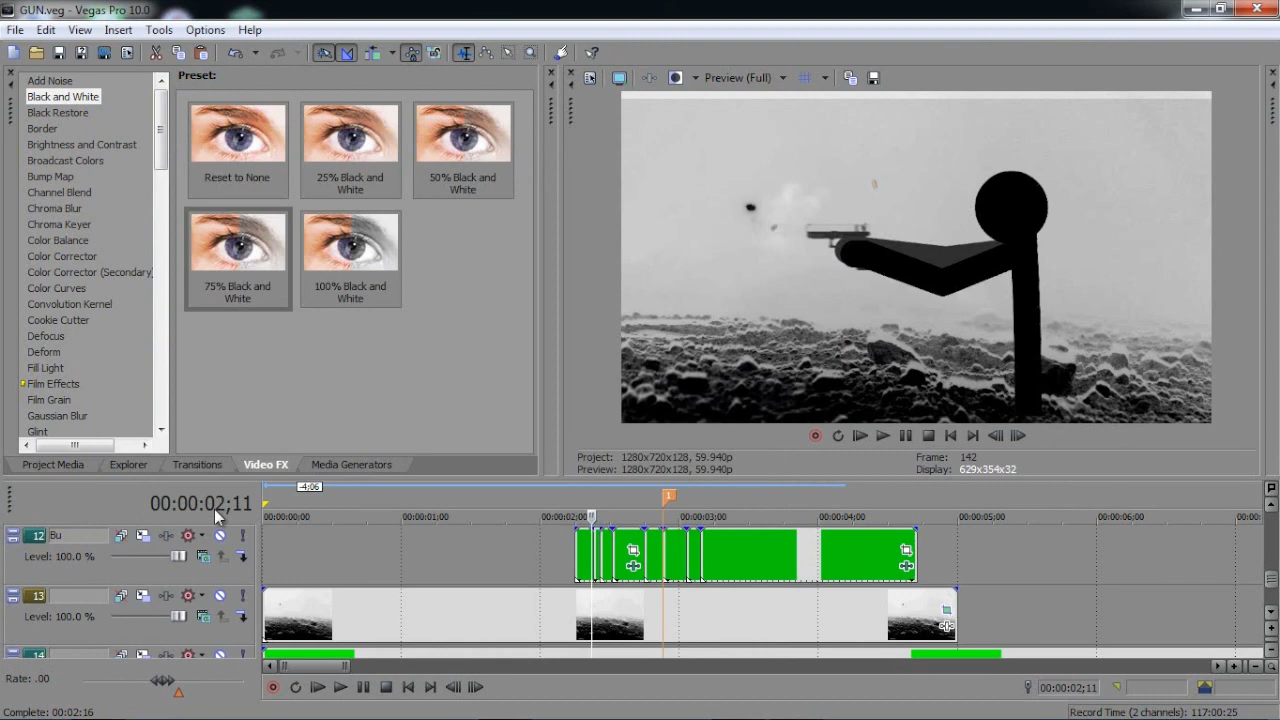 GUN.veg - Vegas Pro 10.0
File Edit View Insert Tools Options Help
Add Noise
Black and White
Black Restore
Border
Brightness and Contrast
Broadcast Colors
Bump Map
Channel Blend
Chroma Blur
Chroma Keyer
Color Balance
Color Corrector
Color Corrector (Secondary)
Color Curves
Convolution Kernel
Cookie Cutter
Defocus
Deform
Fill Light
Film Effects
Film Grain
Gaussian Blur
Glint
Preset:
Reset to None
25% Black and
White
50% Black and
White
75% Black and
White
100% Black and
White
Project Media Explorer Transitions Video FX Media Generators
Preview (Full)
Project: 1280x720x128, 59.940p
Preview: 1280x720x128, 59.940p
Frame: 142
Display: 629x354x32
-4:06
1
00:00:02;11
00:00:00;00 00:00:01;00 00:00:02;00 00:00:03;00 00:00:04;00 00:00:05;00 00:00:06;00 00:00
12 Bu
Level: 100.0 %
13
Level: 100.0 %
14
Rate: .00
00:00:02;11
Complete: 00:02:16
Record Time (2 channels): 117:00:25